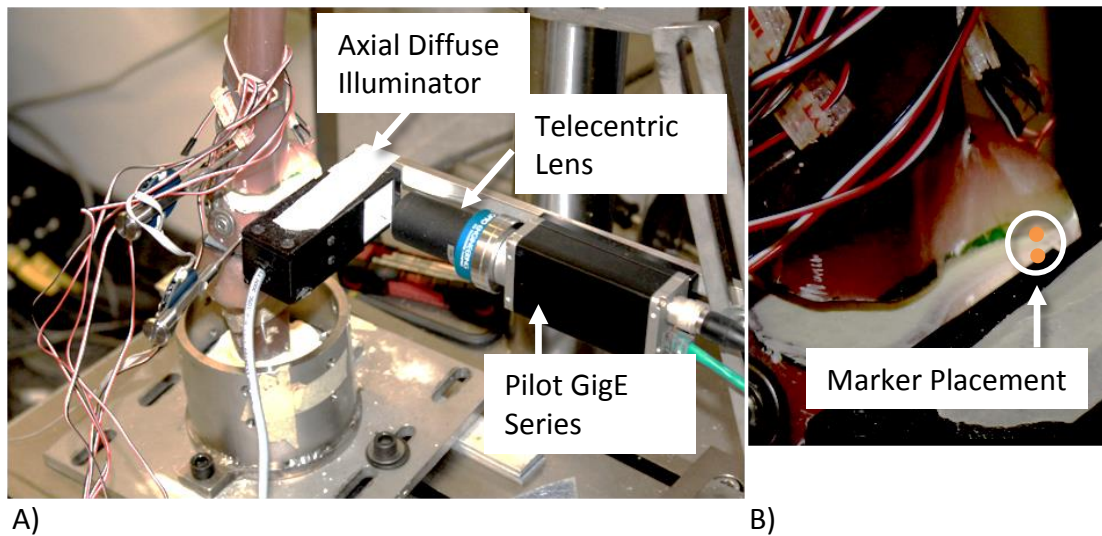 Axial Diffuse
Illuminator
Telecentric
Lens
Pilot GigE
Series
Marker Placement
A)
B)